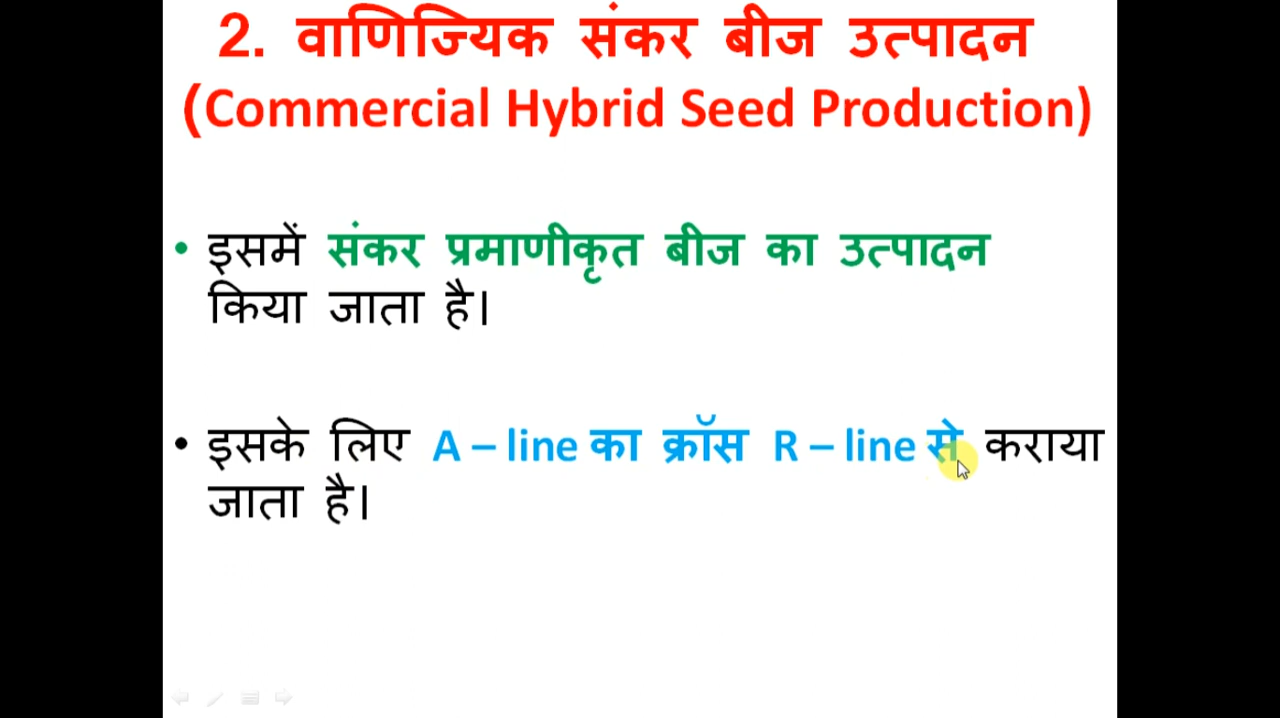 2. वाणिज्यिक संकर बीज उत्पादन
(Commercial Hybrid Seed Production)
• इसमें संकर प्रमाणीकृत बीज का उत्पादन
किया जाता है।
• इसके लिए A – line का क्रॉस R – line से कराया
जाता है।